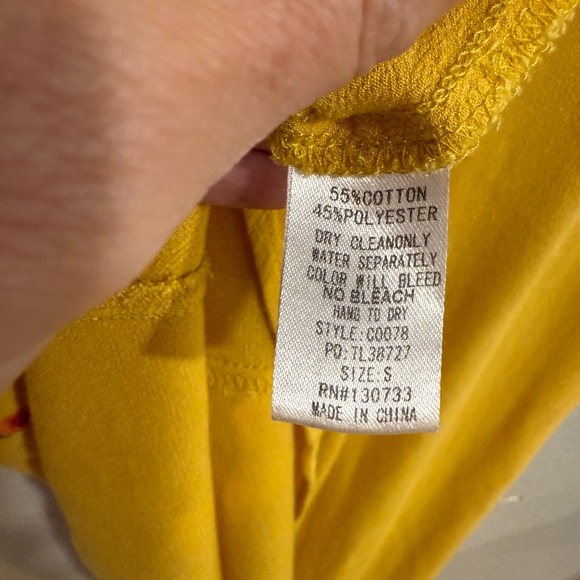 55%COTTON
45%POLYESTER
DRY CLEANONLY
WATER SEPARATELY
COLOR WILL BLEED
NO BLEACH
HANG TO DRY
STYLE:C0078
PO:TL38727
SIZE:S
RN#130733
MADE IN CHINA